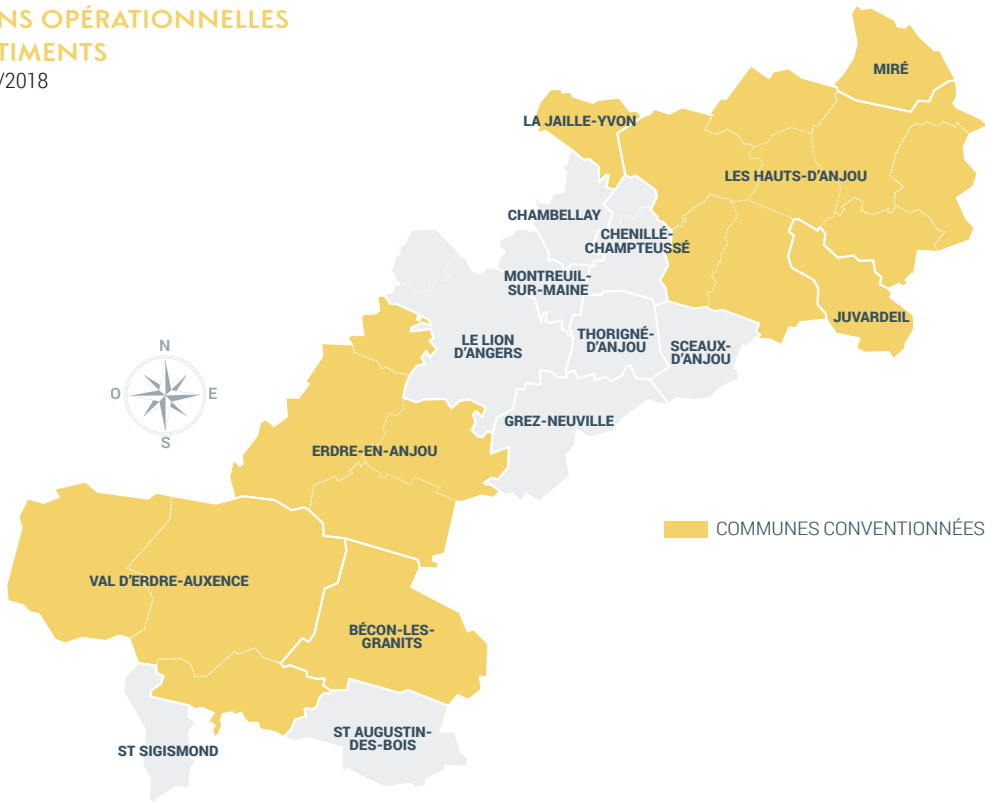 NS OPÉRATIONNELLES
TIMENTS
/2018
MIRÉ
LA JAILLE-YVON
LES HAUTS-D'ANJOU
CHAMBELLAY
CHENILLÉ-
CHAMPTEUSSÉ
MONTREUIL-
SUR-MAINE
JUVARDEIL
LE LION
D'ANGERS
THORIGNÉ-
D'ANJOU
SCEAUX-
D'ANJOU
N
O
E
S
GREZ-NEUVILLE
ERDRE-EN-ANJOU
COMMUNES CONVENTIONNÉES
VAL D'ERDRE-AUXENCE
BÉCON-LES-
GRANITS
ST AUGUSTIN-
DES-BOIS
ST SIGISMOND